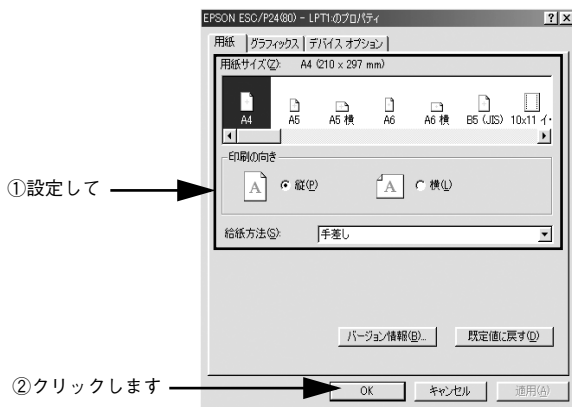 EPSON ESC/P24(80) - LPT1:のプロパティ
用紙 グラフィックス デバイス オプション
用紙サイズ(Z): A4 (210 x 297 mm)
A4 A5 A5 横 A6 A6 横 B5 (JIS) 10x11 イ
印刷の向き
①設定して
A 縦(P) A 横(L)
給紙方法(S): 手差し
バージョン情報(B)... 既定値に戻す(D)
②クリックします
OK キャンセル 適用(A)